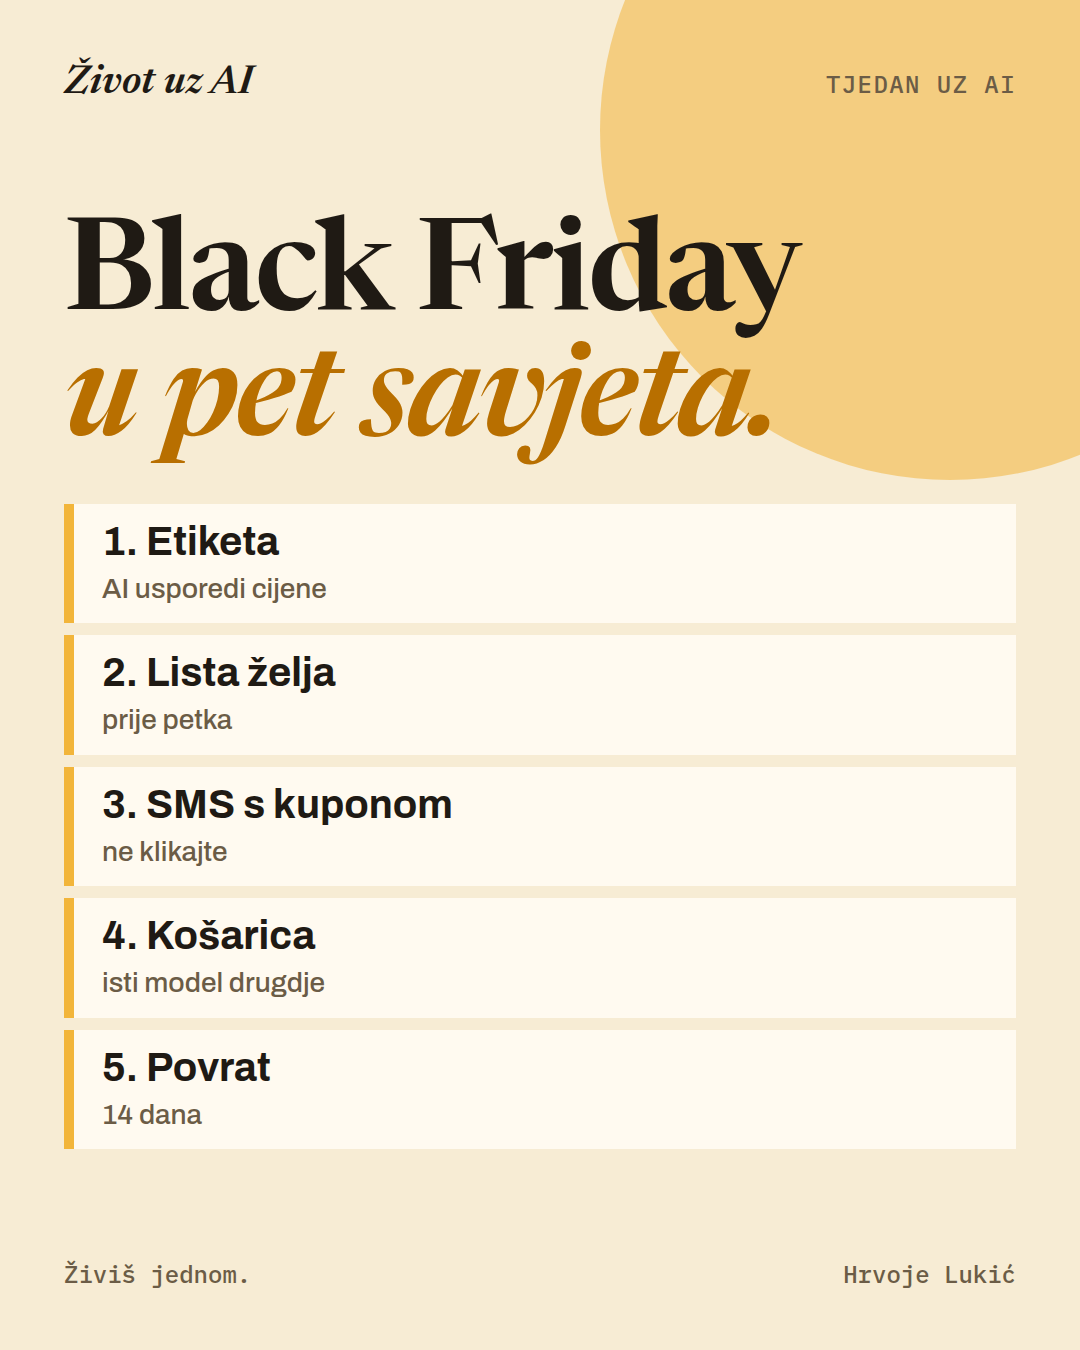 Život uz AI
TJEDAN UZ AI
Black Friday
u pet savjeta.
1. Etiketa
AI usporedi cijene
2. Lista želja
prije petka
3. SMS s kuponom
ne klikajte
4. Košarica
isti model drugdje
5. Povrat
14 dana
Živiš jednom.
Hrvoje Lukić